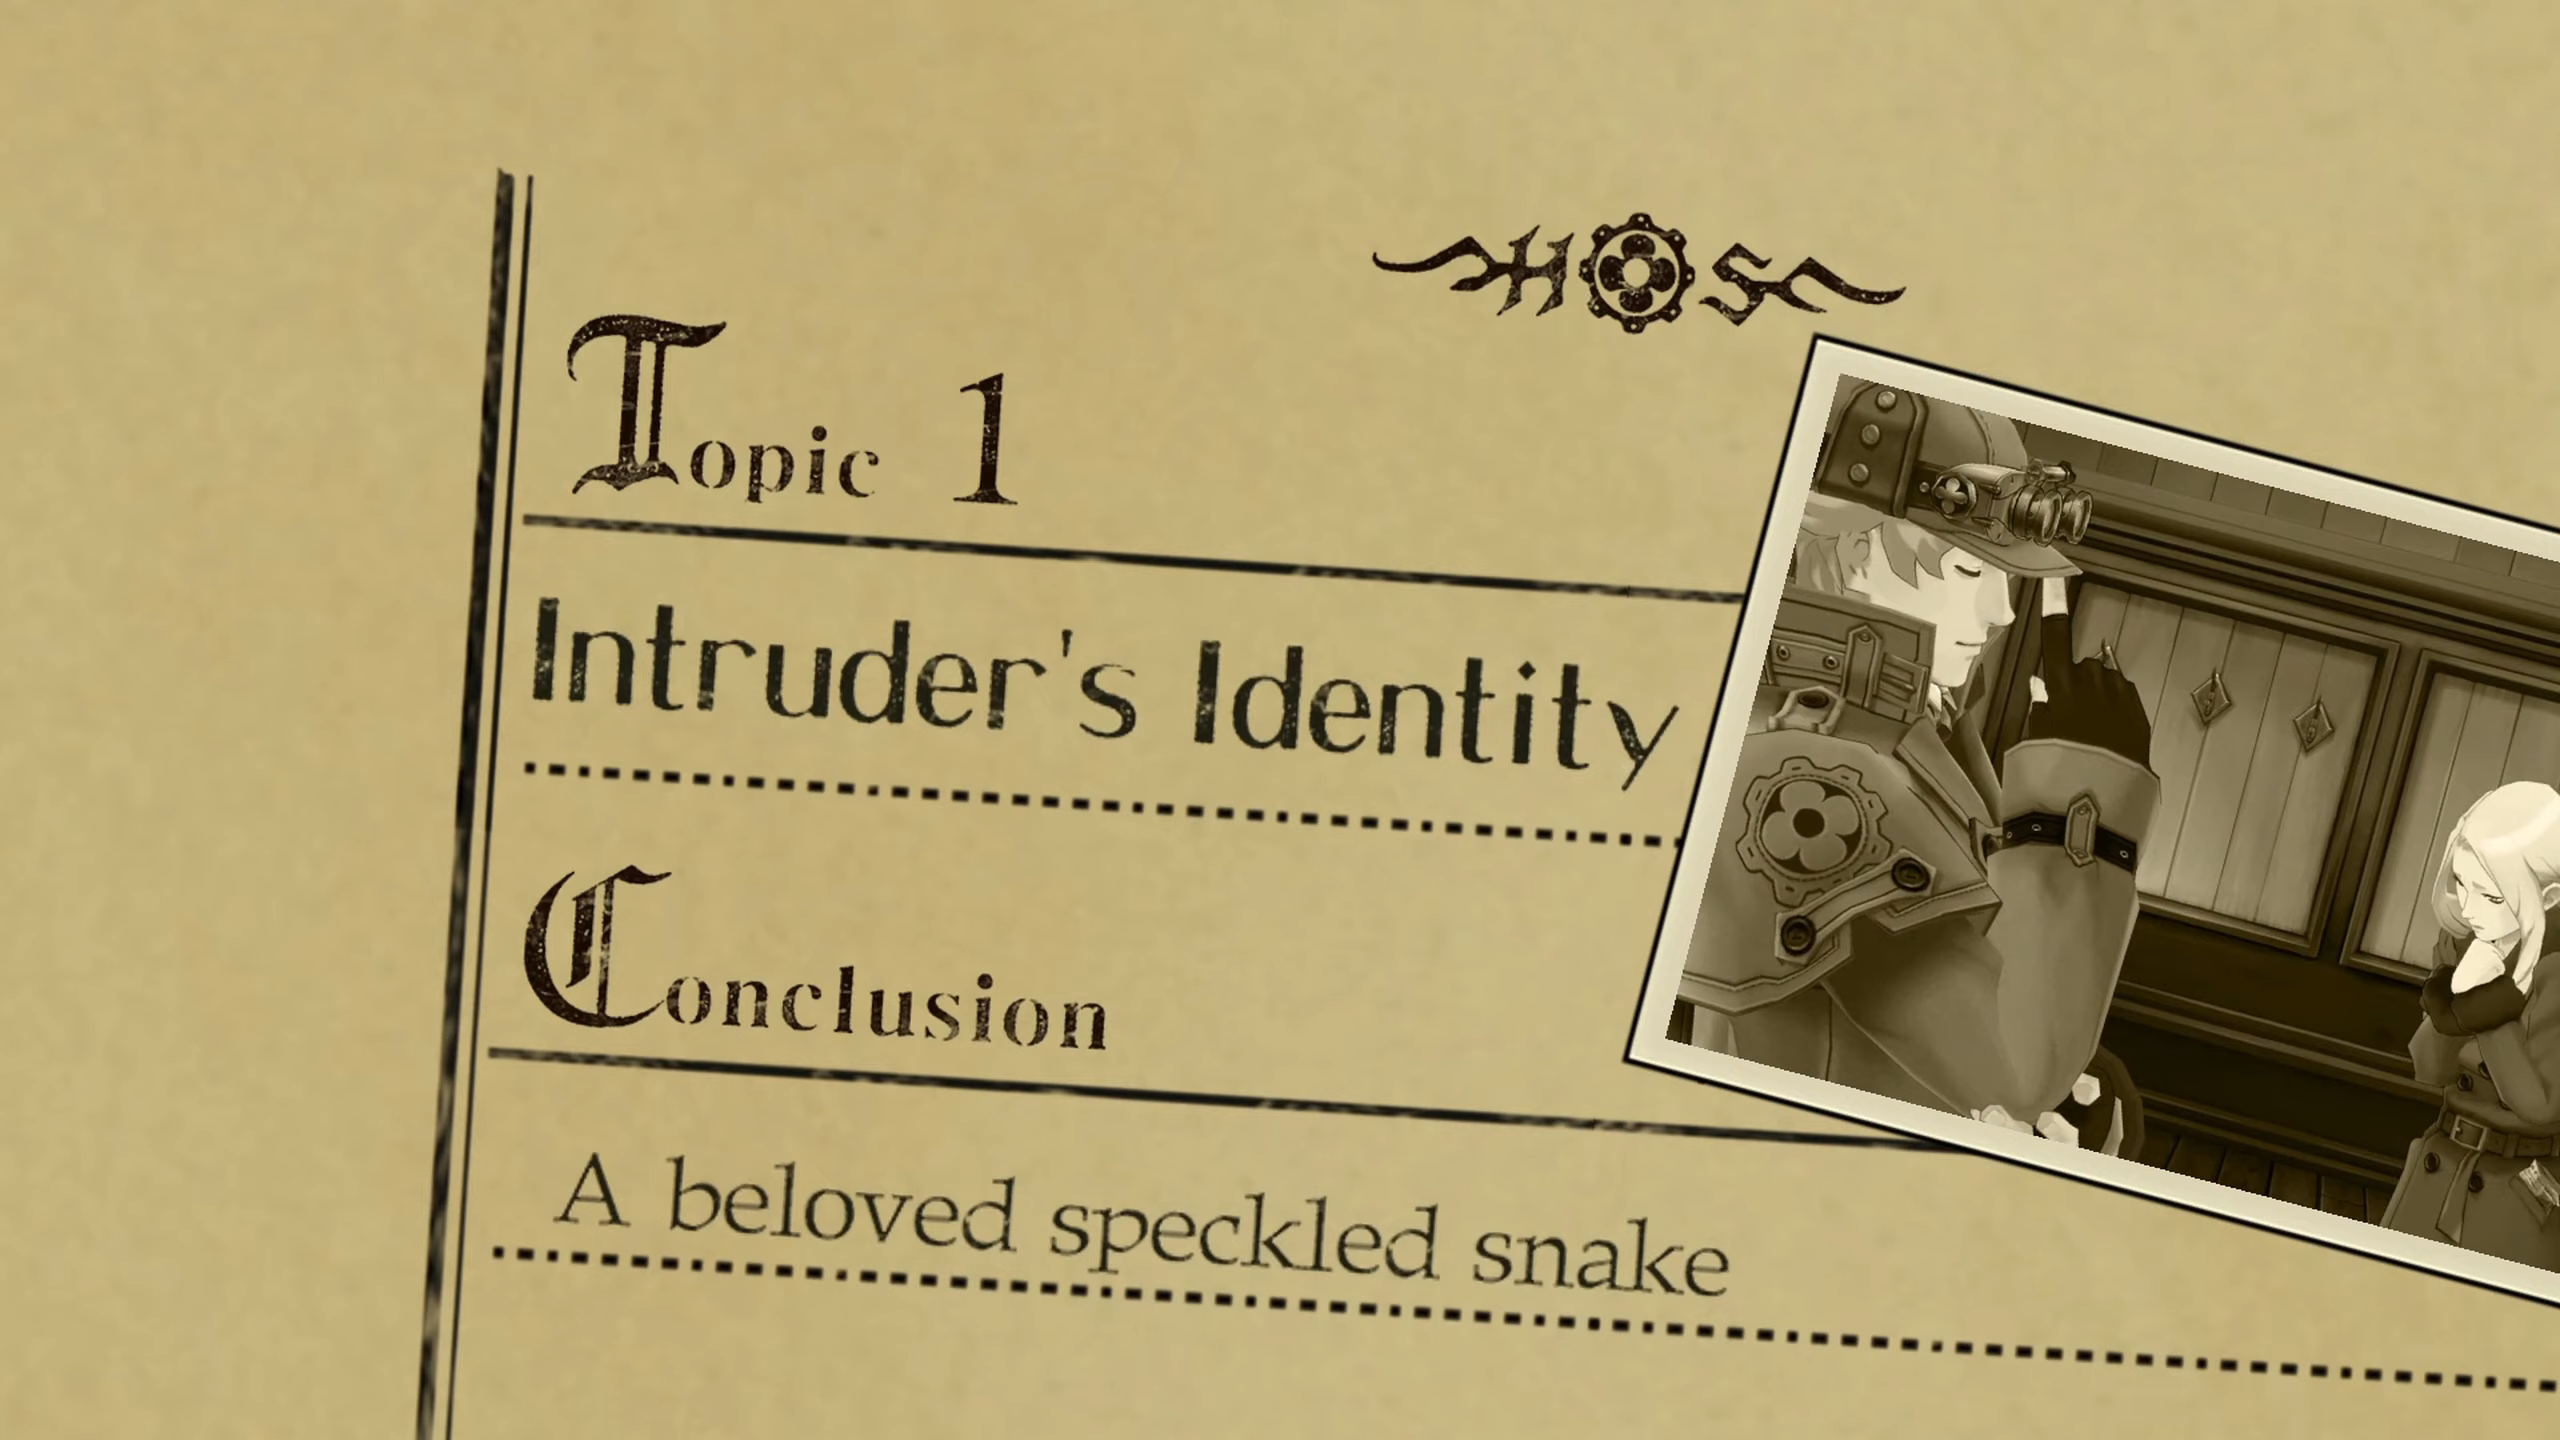 H S
Topic 1
Intruder's Identity
Conclusion
A beloved speckled snake